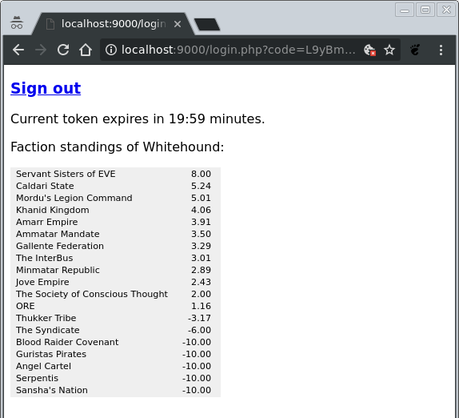 localhost:9000/login
localhost:9000/login.php?code=L9yBm...
Sign out
Current token expires in 19:59 minutes.
Faction standings of Whitehound:
Servant Sisters of EVE 8.00
Caldari State 5.24
Mordu's Legion Command 5.01
Khanid Kingdom 4.06
Amarr Empire 3.91
Ammatar Mandate 3.50
Gallente Federation 3.29
The InterBus 3.01
Minmatar Republic 2.89
Jove Empire 2.43
The Society of Conscious Thought 2.00
ORE 1.16
Thukker Tribe -3.17
The Syndicate -6.00
Blood Raider Covenant -10.00
Guristas Pirates -10.00
Angel Cartel -10.00
Serpentis -10.00
Sansha's Nation -10.00